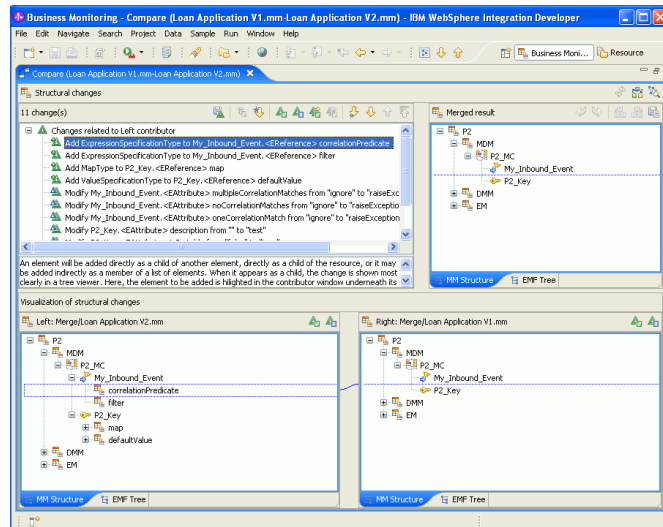 Business Monitoring - Compare (Loan Application V1.mm-Loan Application V2.mm) - IBM WebSphere Integration Developer
File Edit Navigate Search Project Data Sample Run Window Help
Business Moni... Resource
Compare (Loan Application V1.mm-Loan Application V2.mm)
Structural changes
11 change(s)
Changes related to Left contributor
Add ExpressionSpecificationType to My_Inbound_Event.<EReference> correlationPredicate
Add ExpressionSpecificationType to My_Inbound_Event.<EReference> filter
Add MapType to P2_Key.<EReference> map
Add ValueSpecificationType to P2_Key.<EReference> defaultValue
Modify My_Inbound_Event.<EAttribute> multipleCorrelationMatches from "ignore" to "raiseExc
Modify My_Inbound_Event.<EAttribute> noCorrelationMatches from "ignore" to "raiseExceptio
Modify My_Inbound_Event.<EAttribute> oneCorrelationMatch from "ignore" to "raiseException
Modify P2_Key.<EAttribute> description from "" to "test"
An element will be added directly as a child of another element, directly as a child of the resource, or it may
be added indirectly as a member of a list of elements. When it appears as a child, the change is shown most
clearly in a tree viewer. Here, the element to be added is hilighted in the contributor window underneath its
Merged result
P2
MDM
P2_MC
My_Inbound_Event
P2_Key
DMM
EM
MM Structure EMF Tree
Visualization of structural changes
Left: Merge/Loan Application V2.mm
P2
MDM
P2_MC
My_Inbound_Event
correlationPredicate
filter
P2_Key
map
defaultValue
DMM
EM
MM Structure EMF Tree
Right: Merge/Loan Application V1.mm
P2
MDM
P2_MC
My_Inbound_Event
P2_Key
DMM
EM
MM Structure EMF Tree